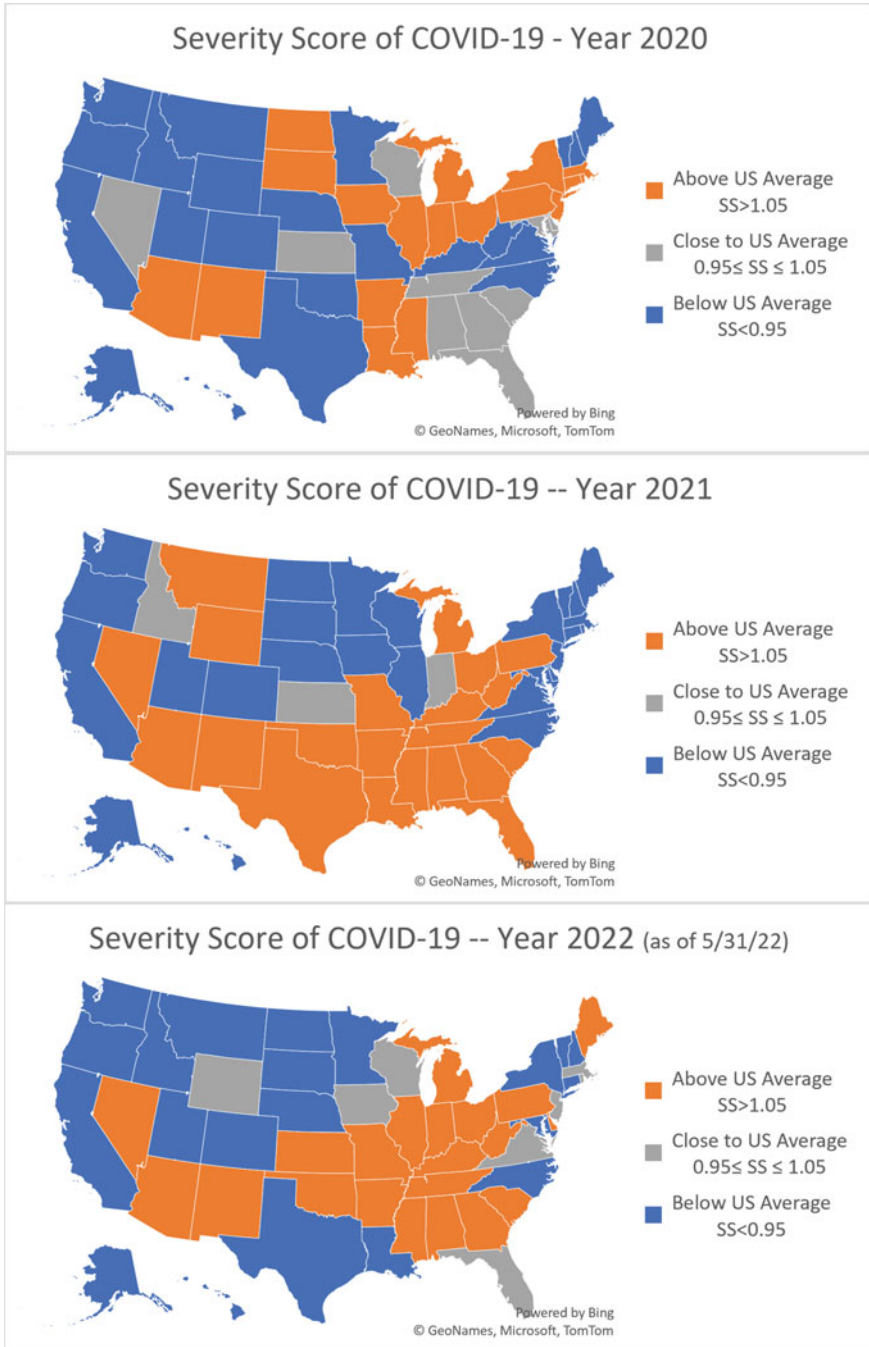 Severity Score of COVID-19 - Year 2020
Above US Average
SS>1.05
Close to US Average
0.95≤ SS ≤ 1.05
Below US Average
SS<0.95
Powered by Bing
© GeoNames, Microsoft, TomTom
Severity Score of COVID-19 -- Year 2021
Above US Average
SS>1.05
Close to US Average
0.95≤ SS ≤ 1.05
Below US Average
SS<0.95
Powered by Bing
© GeoNames, Microsoft, TomTom
Severity Score of COVID-19 -- Year 2022 (as of 5/31/22)
Above US Average
SS>1.05
Close to US Average
0.95≤ SS ≤ 1.05
Below US Average
SS<0.95
Powered by Bing
© GeoNames, Microsoft, TomTom